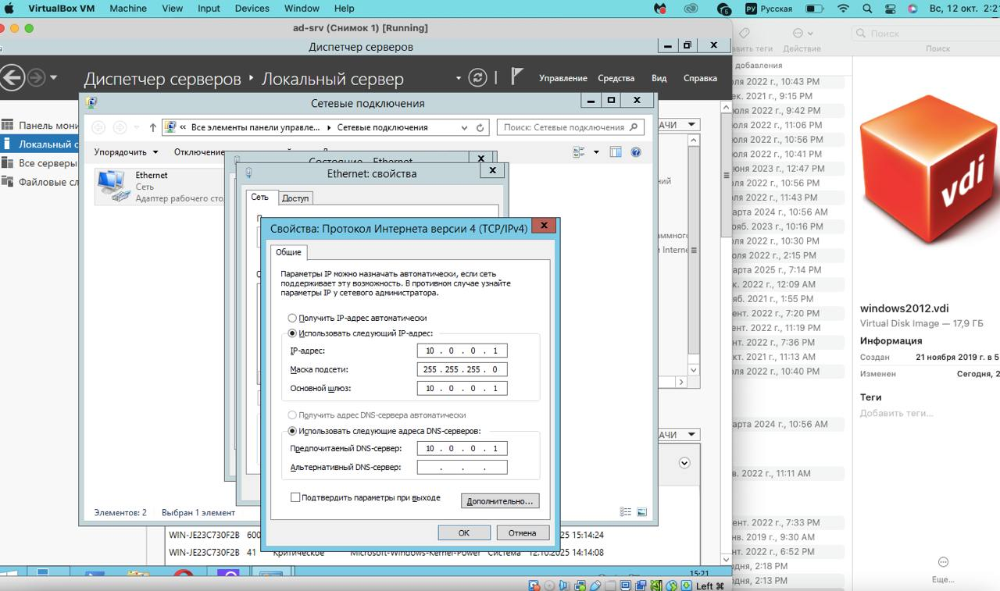 VirtualBox VM Machine View Input Devices Window Help
РУ Русская
Вс, 12 окт. 2:2
ad-srv (Снимок 1) [Running]
Диспетчер серверов
Диспетчер серверов ‣ Локальный сервер
Управление Средства Вид Справка
Поиск
Действие
Поиск
добавления
Сетевые подключения
« Все элементы панели управле... ▸ Сетевые подключения
Поиск: Сетевые подключения
Упорядочить
Отключение
Панель мони
Локальный с
Все серверы
Файловые сл
Ethernet
Сеть
Адаптер рабочего сто
Состояние - Ethernet
Ethernet: свойства
Сеть Доступ
Свойства: Протокол Интернета версии 4 (TCP/IPv4)
Общие
Параметры IP можно назначать автоматически, если сеть
поддерживает эту возможность. В противном случае узнайте
параметры IP у сетевого администратора.
Получить IP-адрес автоматически
Использовать следующий IP-адрес:
IP-адрес: 10 . 0 . 0 . 1
Маска подсети: 255 . 255 . 255 . 0
Основной шлюз: 10 . 0 . 0 . 1
Получить адрес DNS-сервера автоматически
Использовать следующие адреса DNS-серверов:
Предпочитаемый DNS-сервер: 10 . 0 . 0 . 1
Альтернативный DNS-сервер: . . .
Подтвердить параметры при выходе
Дополнительно...
OK Отмена
Элементов: 2 Выбран 1 элемент
WIN-JE23C730F2B 600
2025 15:14:24
WIN-JE23C730F2B 41 Критическое Microsoft-Windows-Kernel-Power Система 12.10.2025 14:14:08
15:21
Left ⌘
юля 2022 г., 10:43 PM
ек. 2021 г., 9:15 PM
юля 2022 г., 9:42 PM
юля 2022 г., 11:06 PM
юля 2022 г., 10:56 PM
юля 2022 г., 10:41 PM
юня 2023 г., 12:47 PM
юля 2022 г., 10:56 PM
юля 2022 г., 11:43 PM
арта 2024 г., 10:56 AM
нояб. 2023 г., 10:16 PM
юля 2022 г., 10:30 PM
юля 2022 г., 2:15 PM
арта 2025 г., 7:14 PM
к. 2022 г., 12:09 AM
яб. 2021 г., 1:55 PM
ент. 2022 г., 7:20 PM
ент. 2022 г., 11:19 PM
ент. 2022 г., 7:36 PM
кт. 2021 г., 11:13 AM
юля 2022 г., 10:40 PM
арта 2024 г., 10:56 AM
в. 2022 г., 11:11 AM
ент. 2022 г., 7:33 PM
янв. 2019 г., 9:30 AM
ент. 2022 г., 6:52 PM
дня, 2:18 PM
дня, 2:13 PM
vdi
windows2012.vdi
Virtual Disk Image — 17,9 ГБ
Информация
Создан 21 ноября 2019 г. в 5
Изменен Сегодня, 2
Теги
Добавить теги...
Еще...